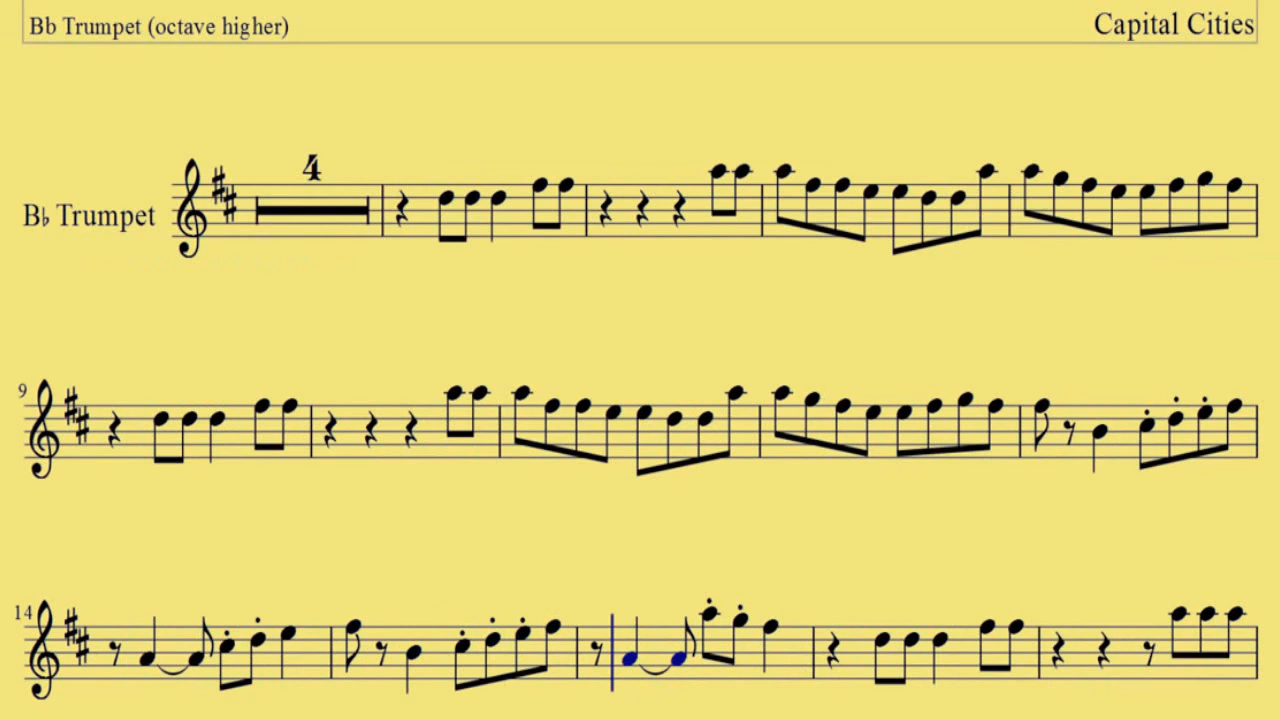 Bb Trumpet (octave higher)
Capital Cities
4
B♭ Trumpet
9
14